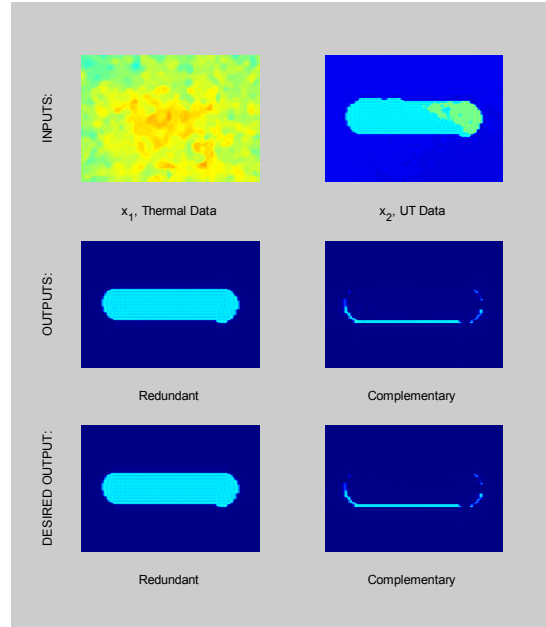 INPUTS:
x1, Thermal Data
x2, UT Data
OUTPUTS:
Redundant
Complementary
DESIRED OUTPUT:
Redundant
Complementary